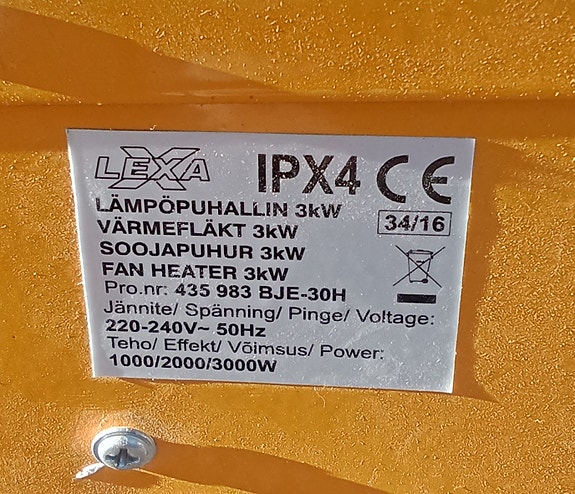 LEXA
IPX4 CE
LÄMPÖPUHALLIN 3kW
34/16
VÄRMEFLÄKT 3kW
SOOJAPUHUR 3kW
FAN HEATER 3kW
Pro.nr: 435 983 BJE-30H
Jännite/ Spänning/ Pinge/ Voltage:
220-240V~ 50Hz
Teho/ Effekt/ Võimsus/ Power:
1000/2000/3000W